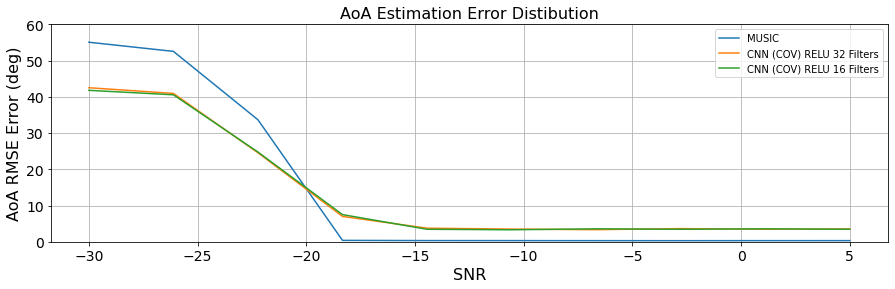 AoA Estimation Error Distibution
AoA RMSE Error (deg)
60
50
40
30
20
10
0
MUSIC
CNN (COV) RELU 32 Filters
CNN (COV) RELU 16 Filters
−30 −25 −20 −15 −10 −5 0 5
SNR